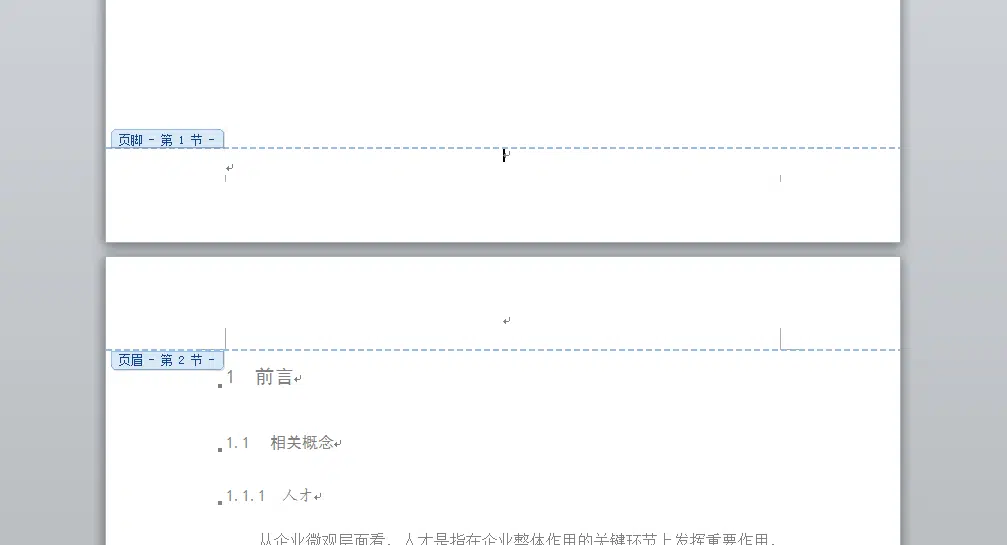 页脚 - 第 1 节 -
页眉 - 第 2 节 -
1 前言
1.1 相关概念
1.1.1 人才
从企业微观层面看，人才是指在企业整体作用的关键环节上发挥重要作用，